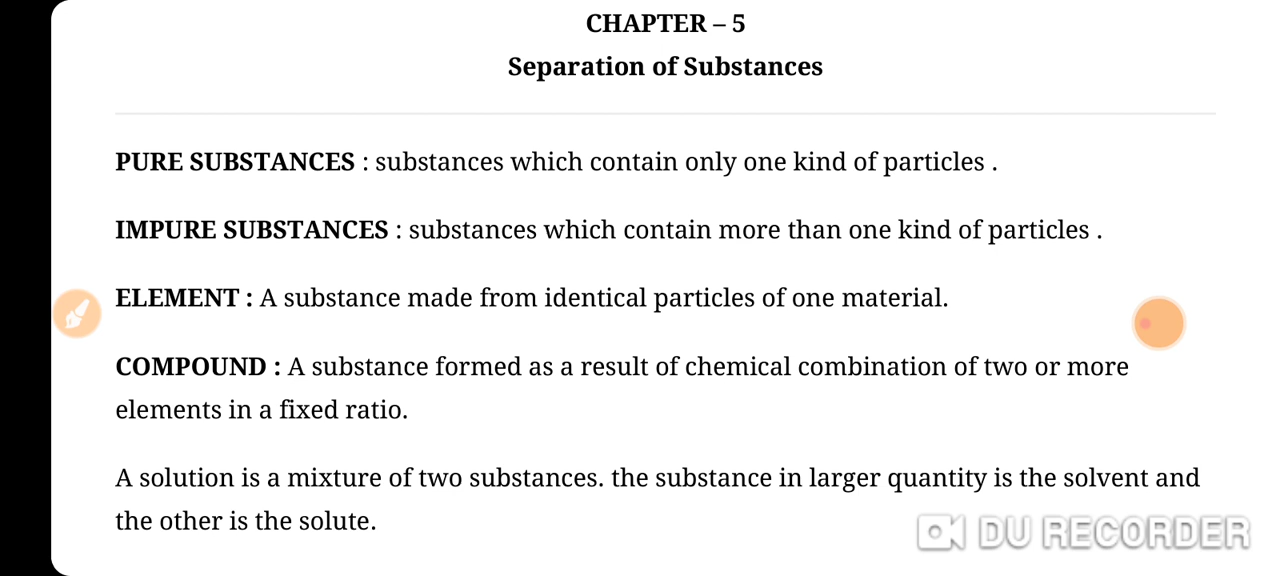 CHAPTER – 5
Separation of Substances
PURE SUBSTANCES : substances which contain only one kind of particles .
IMPURE SUBSTANCES : substances which contain more than one kind of particles .
ELEMENT : A substance made from identical particles of one material.
COMPOUND : A substance formed as a result of chemical combination of two or more
elements in a fixed ratio.
A solution is a mixture of two substances. the substance in larger quantity is the solvent and
the other is the solute.
DU RECORDER